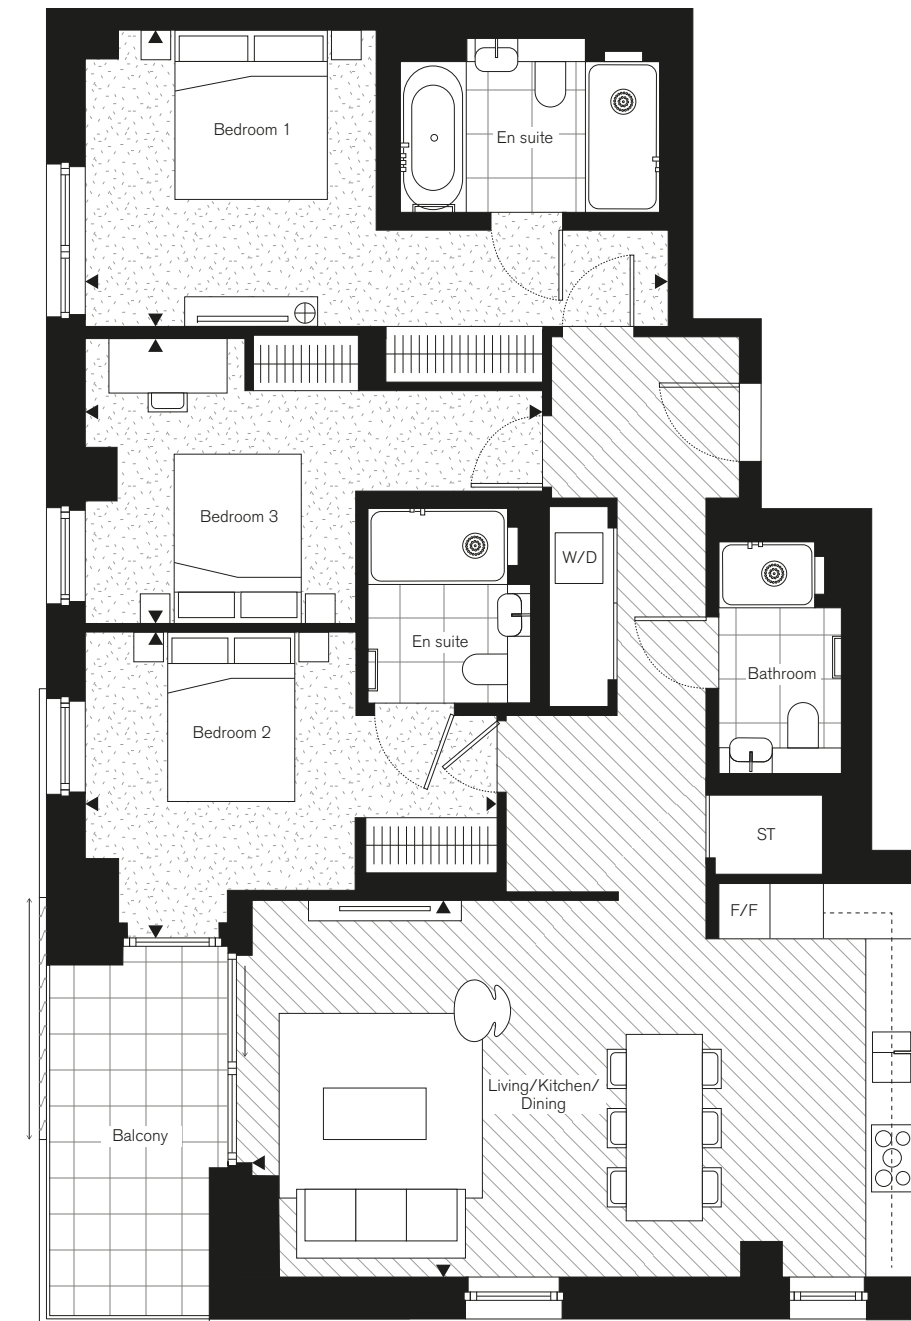 Bedroom 1
En suite
Bedroom 3
W/D
En suite
Bathroom
Bedroom 2
ST
F/F
Living/Kitchen/
Dining
Balcony